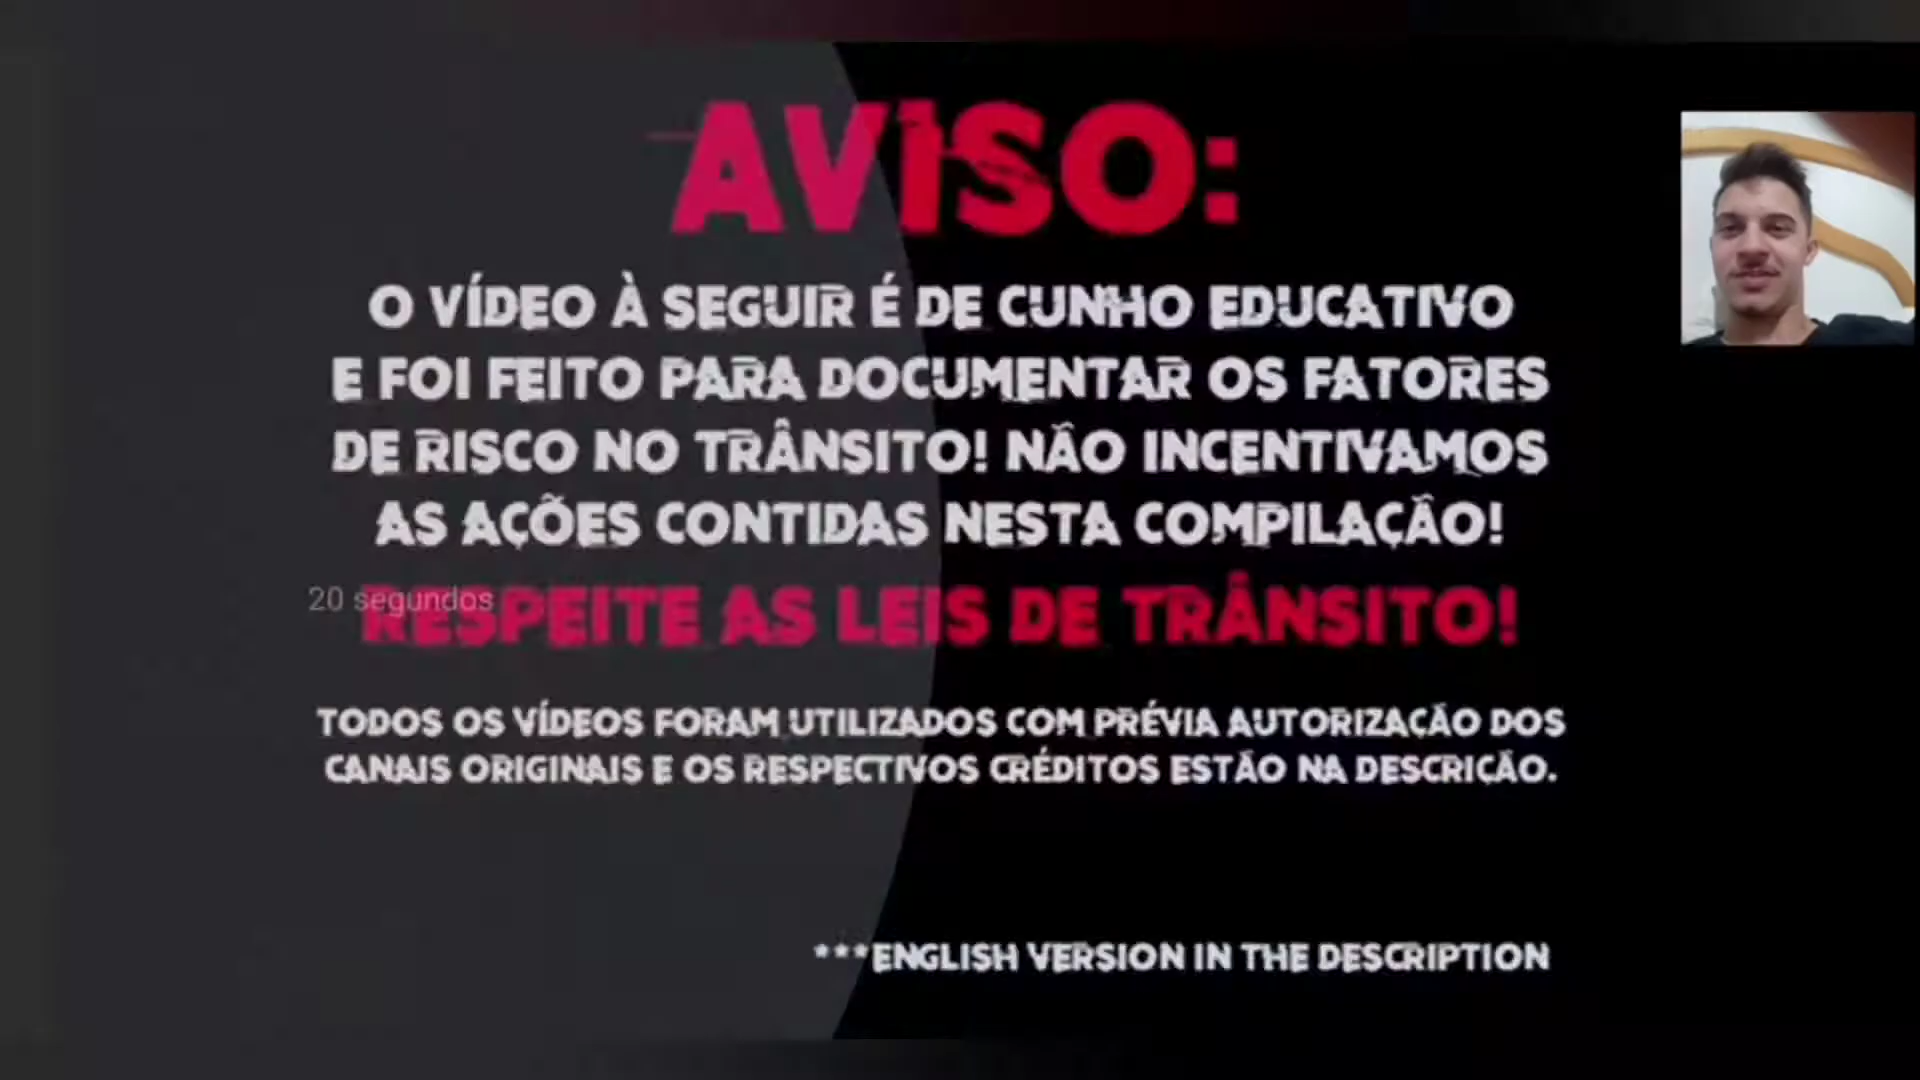 AVISO:
O VÍDEO À SEGUIR É DE CUNHO EDUCATIVO
E FOI FEITO PARA DOCUMENTAR OS FATORES
DE RISCO NO TRÂNSITO! NÃO INCENTIVAMOS
AS AÇÕES CONTIDAS NESTA COMPILAÇÃO!
20 segundos
RESPEITE AS LEIS DE TRÂNSITO!
TODOS OS VÍDEOS FORAM UTILIZADOS COM PRÉVIA AUTORIZAÇÃO DOS
CANAIS ORIGINAIS E OS RESPECTIVOS CRÉDITOS ESTÃO NA DESCRIÇÃO.
***ENGLISH VERSION IN THE DESCRIPTION